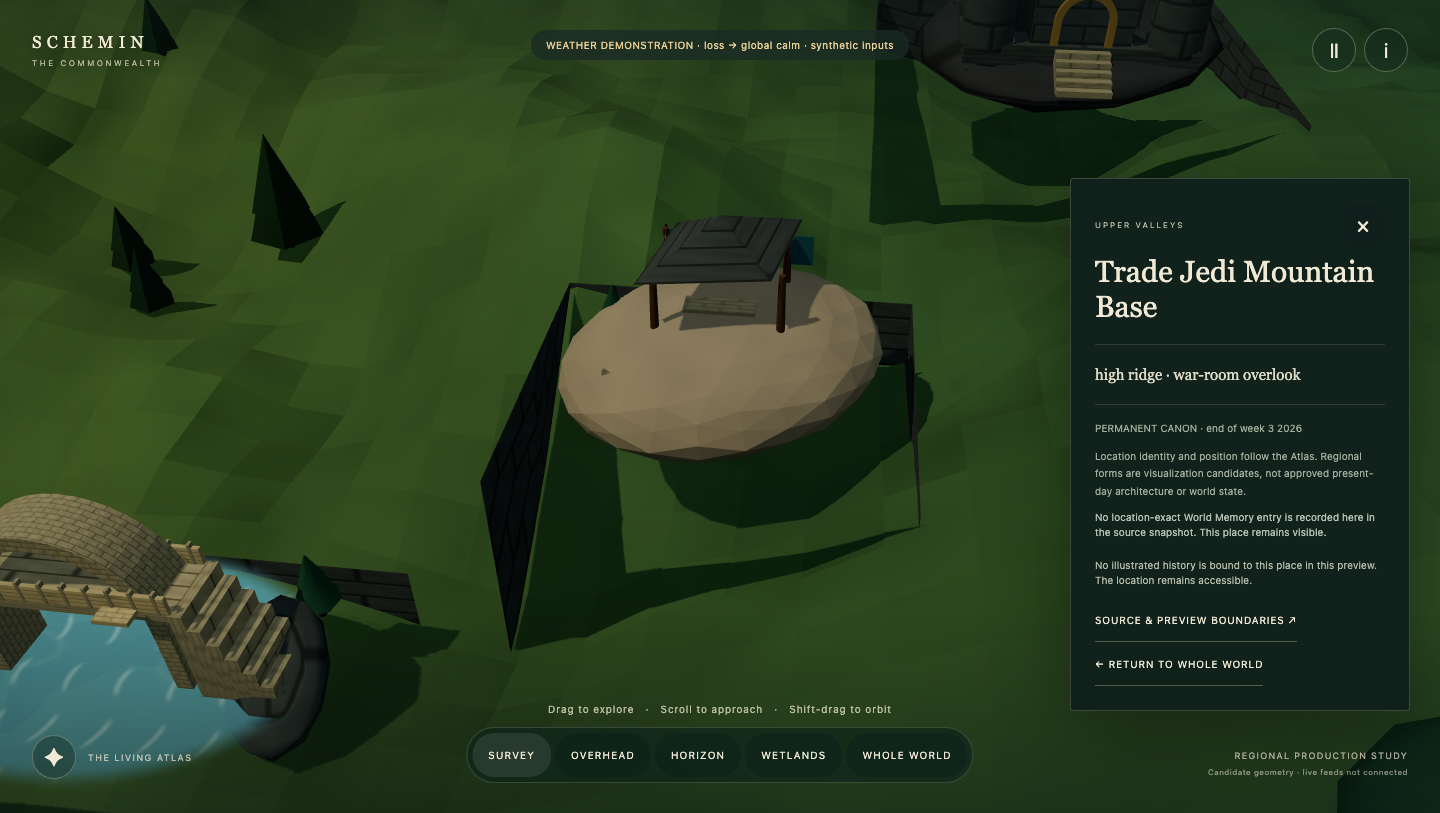 SCHEMIN
THE COMMONWEALTH
WEATHER DEMONSTRATION · loss → global calm · synthetic inputs
i
UPPER VALLEYS
×
Trade Jedi Mountain
Base
high ridge · war-room overlook
PERMANENT CANON · end of week 3 2026
Location identity and position follow the Atlas. Regional
forms are visualization candidates, not approved present-
day architecture or world state.
No location-exact World Memory entry is recorded here in
the source snapshot. This place remains visible.
No illustrated history is bound to this place in this preview.
The location remains accessible.
SOURCE & PREVIEW BOUNDARIES ↗
← RETURN TO WHOLE WORLD
Drag to explore · Scroll to approach · Shift-drag to orbit
SURVEY OVERHEAD HORIZON WETLANDS WHOLE WORLD
THE LIVING ATLAS
REGIONAL PRODUCTION STUDY
Candidate geometry · live feeds not connected